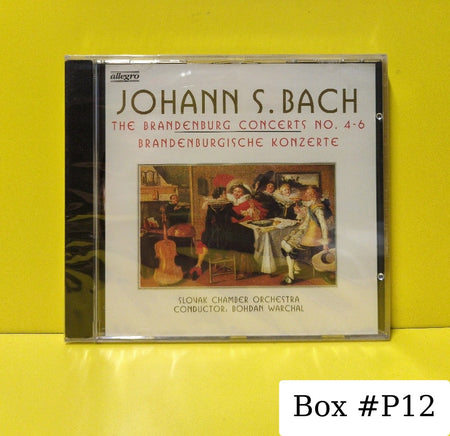 allegro
JOHANN S. BACH
THE BRANDENBURG CONCERTS NO. 4-6
BRANDENBURGISCHE KONZERTE
SLOVAK CHAMBER ORCHESTRA
CONDUCTOR, BOHDAN WARCHAL
Box #P12